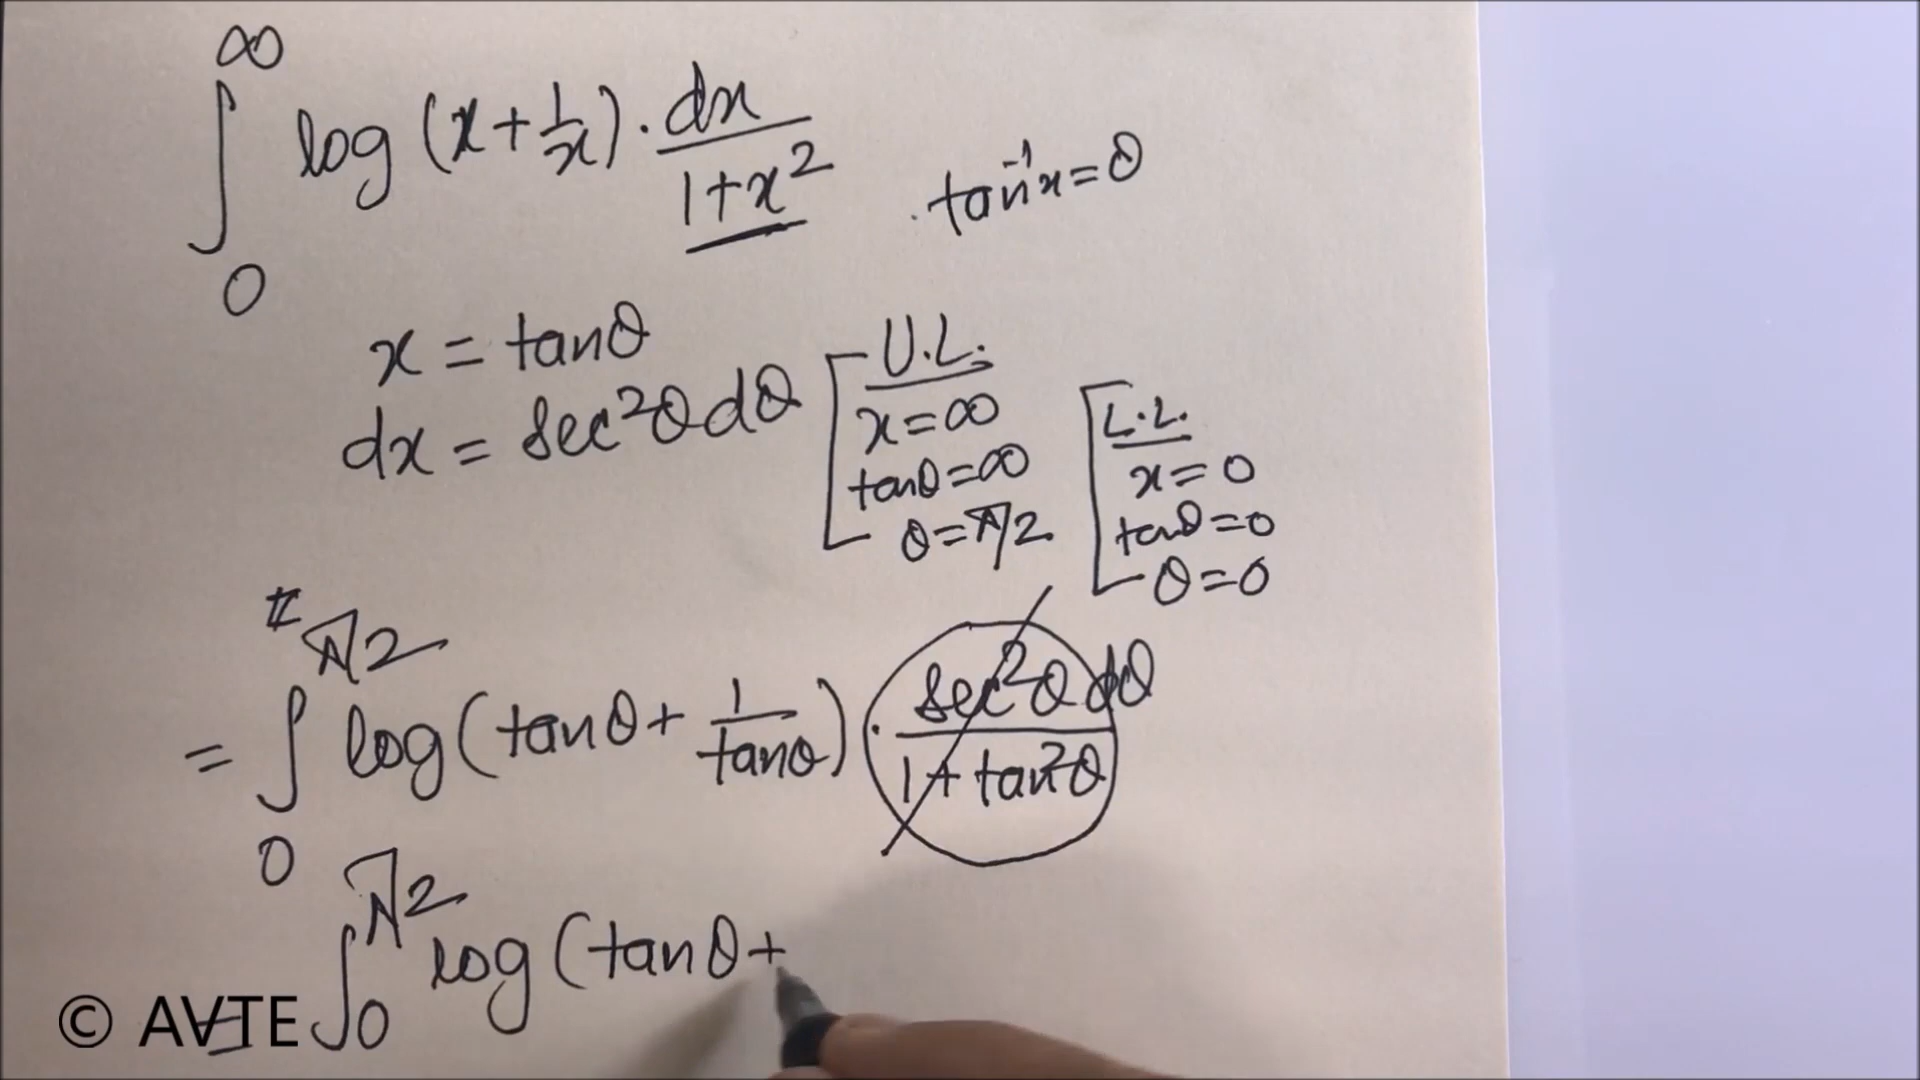 ∞
∫ log (x + 1/x) · dx / 1+x²
0
tan⁻¹x = θ
x = tanθ
dx = sec²θ dθ
U.L.
x = ∞
tanθ = ∞
θ = π/2
L.L.
x = 0
tanθ = 0
θ = 0
π/2
= ∫ log (tanθ + 1/tanθ) · sec²θ dθ / 1 + tan²θ
0
π/2
= ∫ log (tanθ +
0
© AVTE